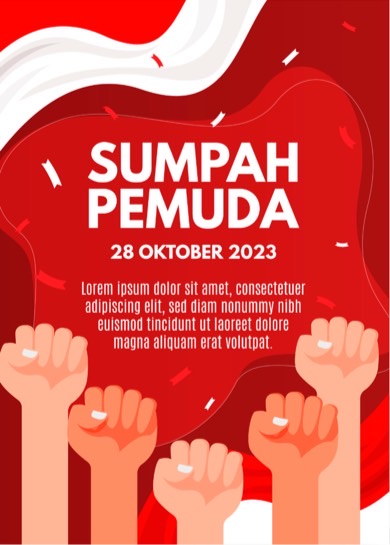 SUMPAH
PEMUDA
28 OKTOBER 2023
Lorem ipsum dolor sit amet, consectetuer
adipiscing elit, sed diam nonummy nibh
euismod tincidunt ut laoreet dolore
magna aliquam erat volutpat.